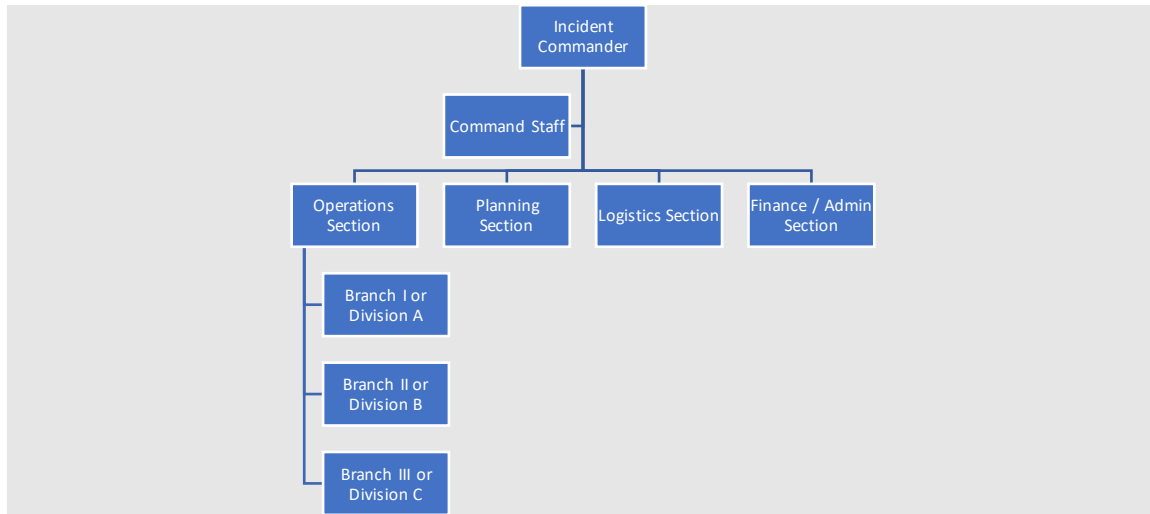 Incident
Commander
Command Staff
Operations
Section
Planning
Section
Logistics Section
Finance / Admin
Section
Branch I or
Division A
Branch II or
Division B
Branch III or
Division C